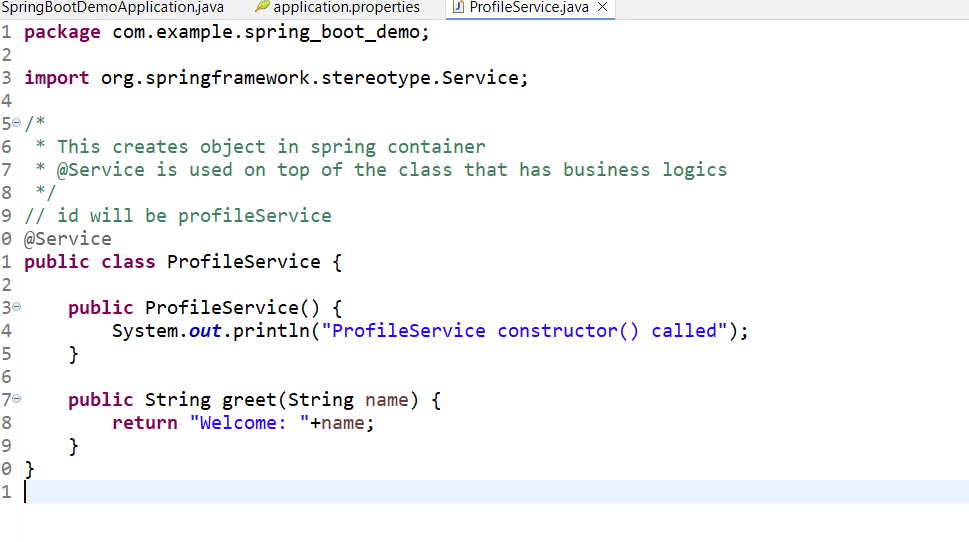 SpringBootDemoApplication.java application.properties ProfileService.java
1 package com.example.spring_boot_demo;
2
3 import org.springframework.stereotype.Service;
4
5 /*
6 * This creates object in spring container
7 * @Service is used on top of the class that has business logics
8 */
9 // id will be profileService
0 @Service
1 public class ProfileService {
2
3 public ProfileService() {
4 System.out.println("ProfileService constructor() called");
5 }
6
7 public String greet(String name) {
8 return "Welcome: "+name;
9 }
0 }
1